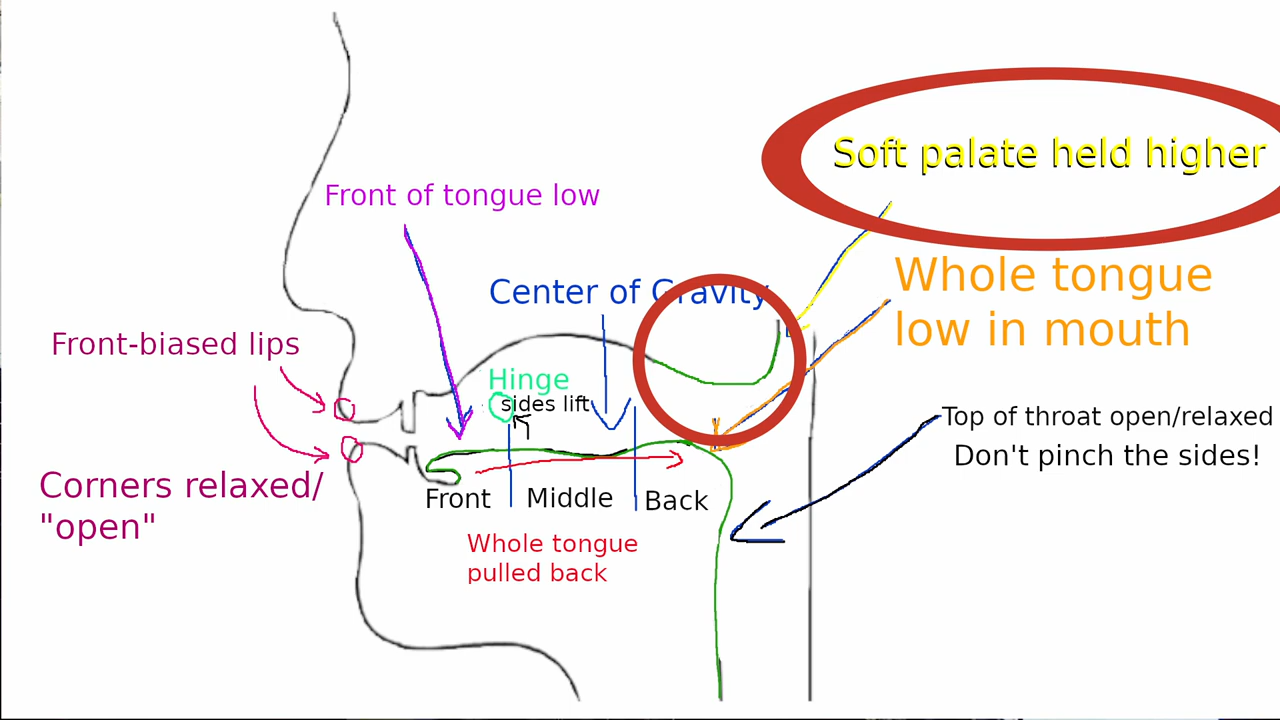 Soft palate held higher
Front of tongue low
Whole tongue
low in mouth
Center of Gravity
Front-biased lips
Hinge
sides lift
Top of throat open/relaxed
Don't pinch the sides!
Corners relaxed/
"open"
Front
Middle
Back
Whole tongue
pulled back